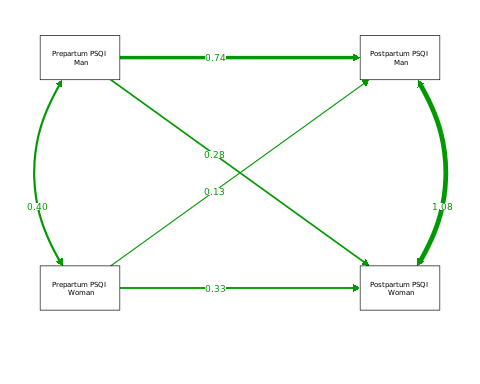 Prepartum PSQI
Man
Postpartum PSQI
Man
0.74
0.28
0.13
0.40
1.08
Prepartum PSQI
Woman
Postpartum PSQI
Woman
0.33